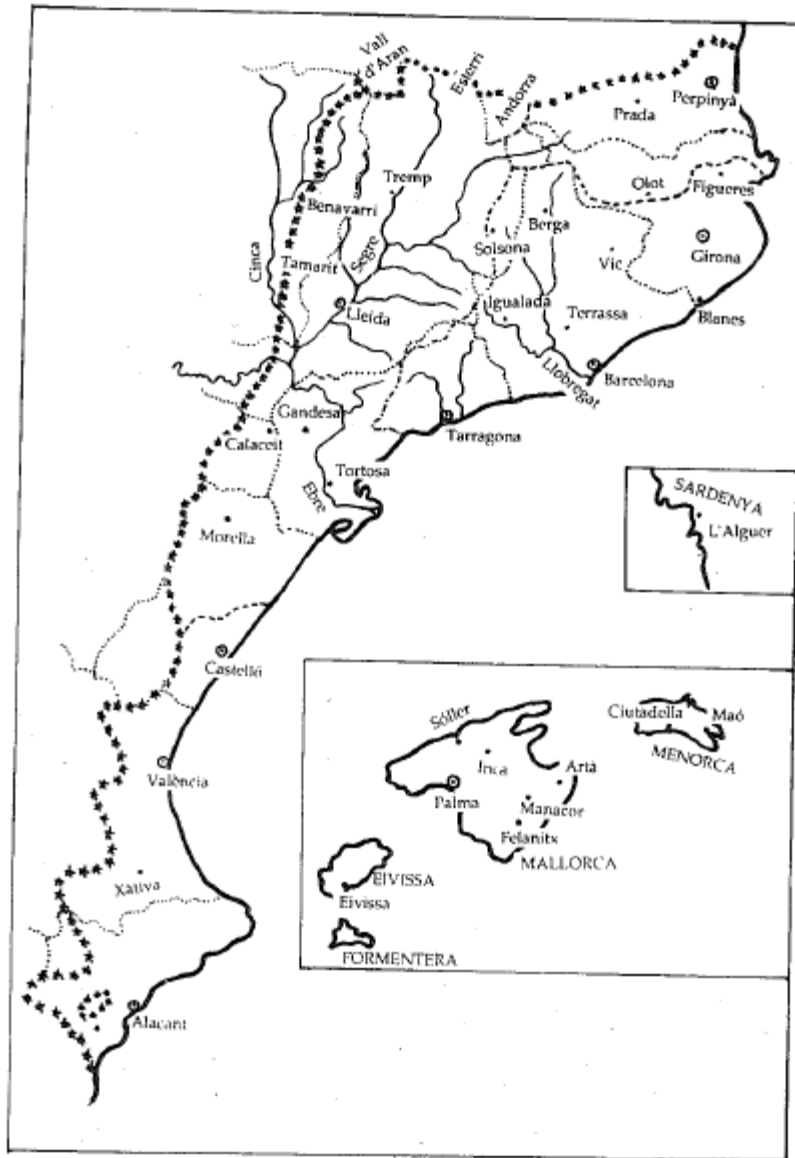 Vall
d'Aran
Esterri
Andorra
Perpinyà
Prada
Tremp
Olot
Figueres
Benavarri
Berga
Segre
Solsona
Cinca
Tamarit
Vic
Girona
Lleida
Igualada
Terrassa
Blanes
Llobregat
Barcelona
Gandesa
Tarragona
Calaceit
Tortosa
Ebre
SARDENYA
L'Alguer
Morella
Castelló
Sóller
Ciutadella
Maó
MENORCA
València
Inca
Artà
Palma
Manacor
Felanitx
MALLORCA
Xàtiva
EIVISSA
Eivissa
FORMENTERA
Alacant